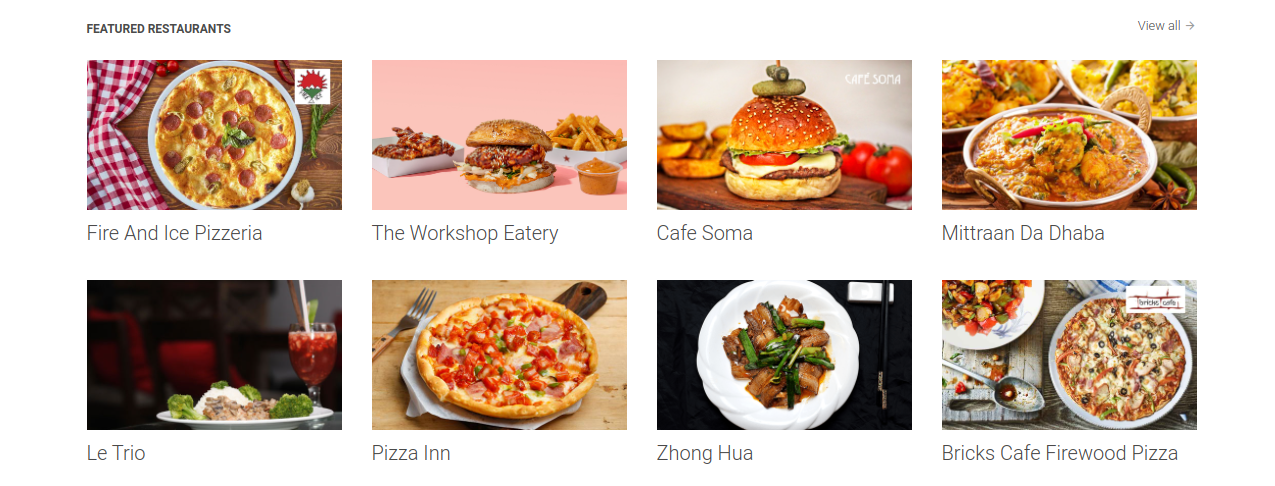 FEATURED RESTAURANTS
View all →
CAFÉ SOMA
Fire And Ice Pizzeria
The Workshop Eatery
Cafe Soma
Mittraan Da Dhaba
bricks cafe
Le Trio
Pizza Inn
Zhong Hua
Bricks Cafe Firewood Pizza